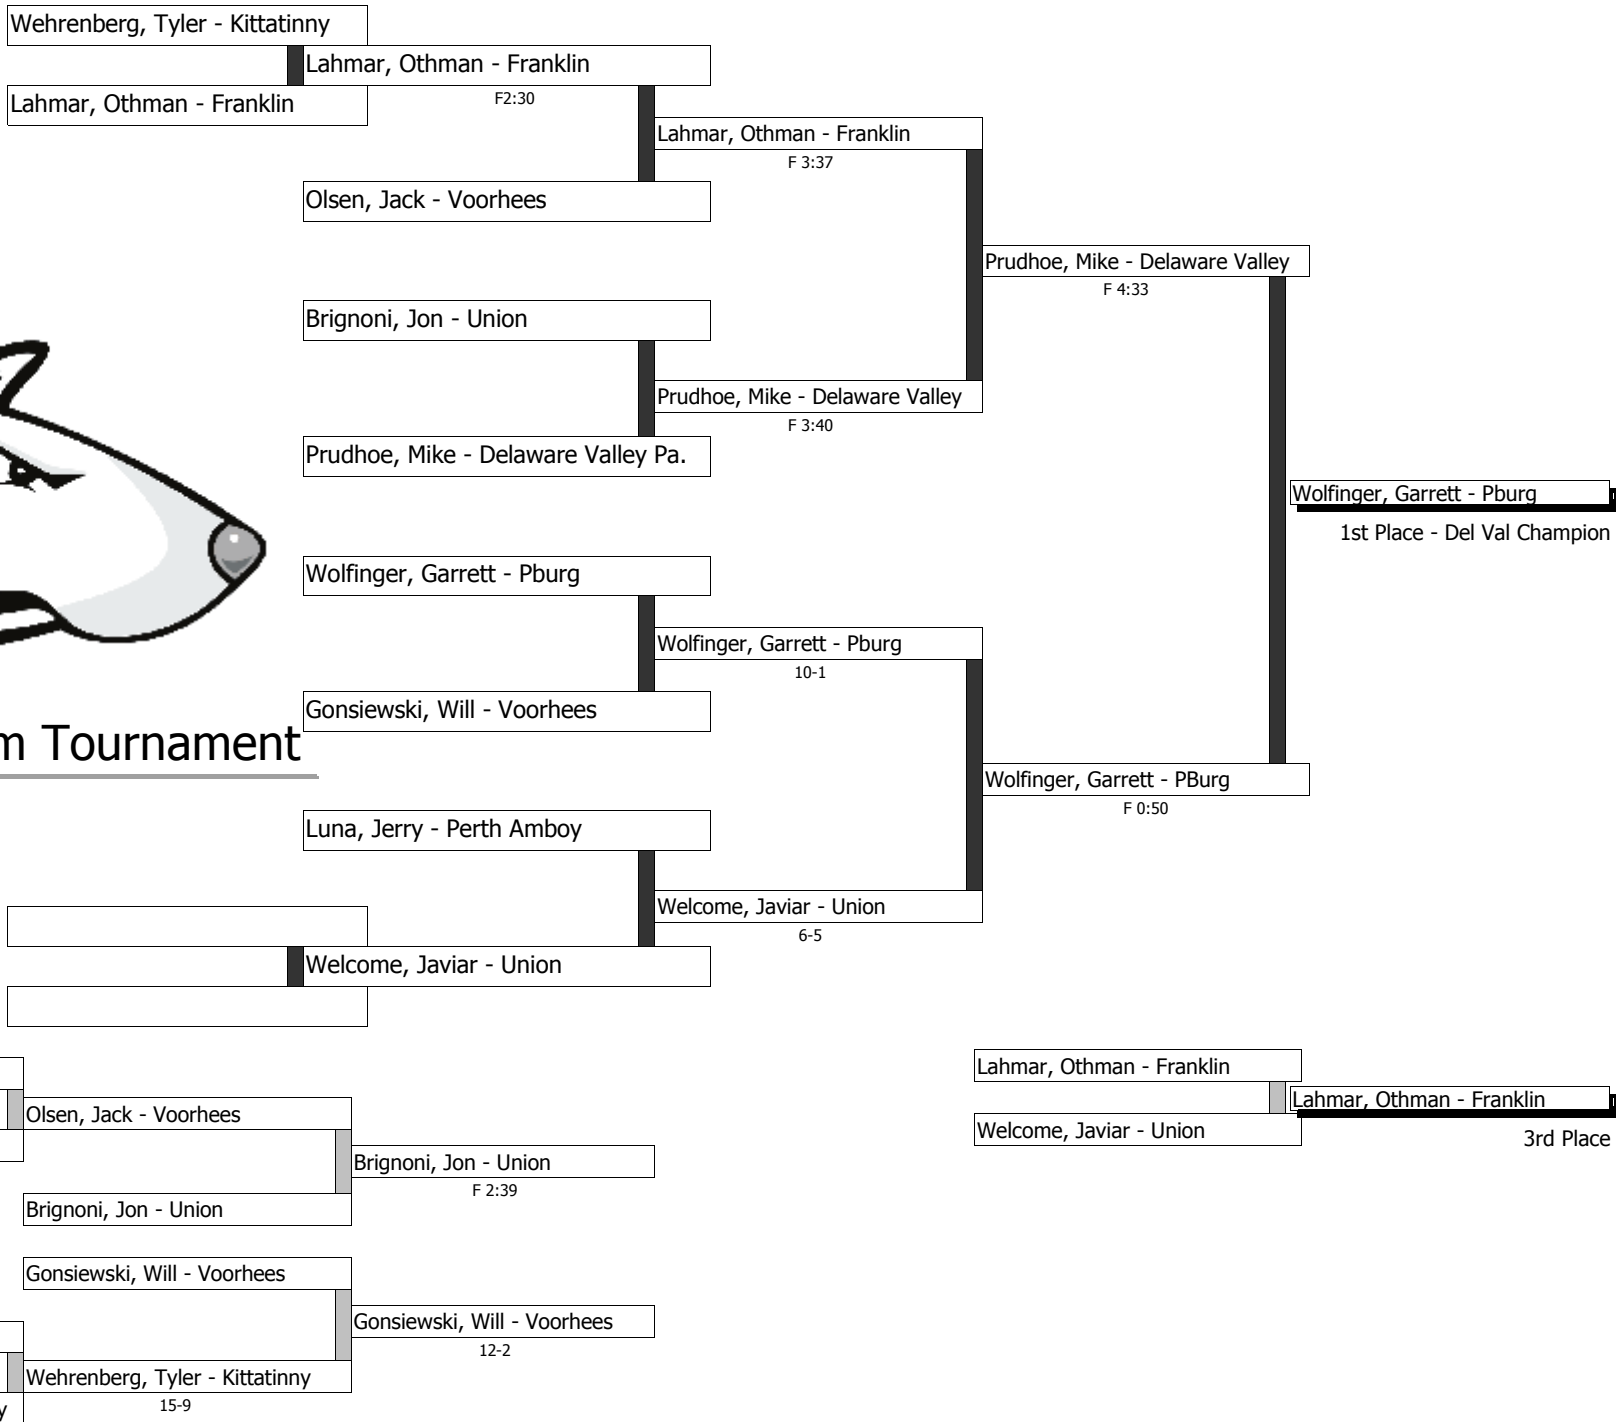 Wehrenberg, Tyler - Kittatinny
Lahmar, Othman - Franklin
Lahmar, Othman - Franklin
F2:30
Lahmar, Othman - Franklin
F 3:37
Olsen, Jack - Voorhees
Prudhoe, Mike - Delaware Valley
F 4:33
Brignoni, Jon - Union
Prudhoe, Mike - Delaware Valley
F 3:40
Prudhoe, Mike - Delaware Valley Pa.
Wolfinger, Garrett - Pburg
1st Place - Del Val Champion
Wolfinger, Garrett - Pburg
Wolfinger, Garrett - Pburg
10-1
Gonsiewski, Will - Voorhees
m Tournament
Wolfinger, Garrett - PBurg
F 0:50
Luna, Jerry - Perth Amboy
Welcome, Javiar - Union
6-5
Welcome, Javiar - Union
Lahmar, Othman - Franklin
Lahmar, Othman - Franklin
Welcome, Javiar - Union
3rd Place
Olsen, Jack - Voorhees
Brignoni, Jon - Union
F 2:39
Brignoni, Jon - Union
Gonsiewski, Will - Voorhees
Gonsiewski, Will - Voorhees
12-2
Wehrenberg, Tyler - Kittatinny
15-9
y